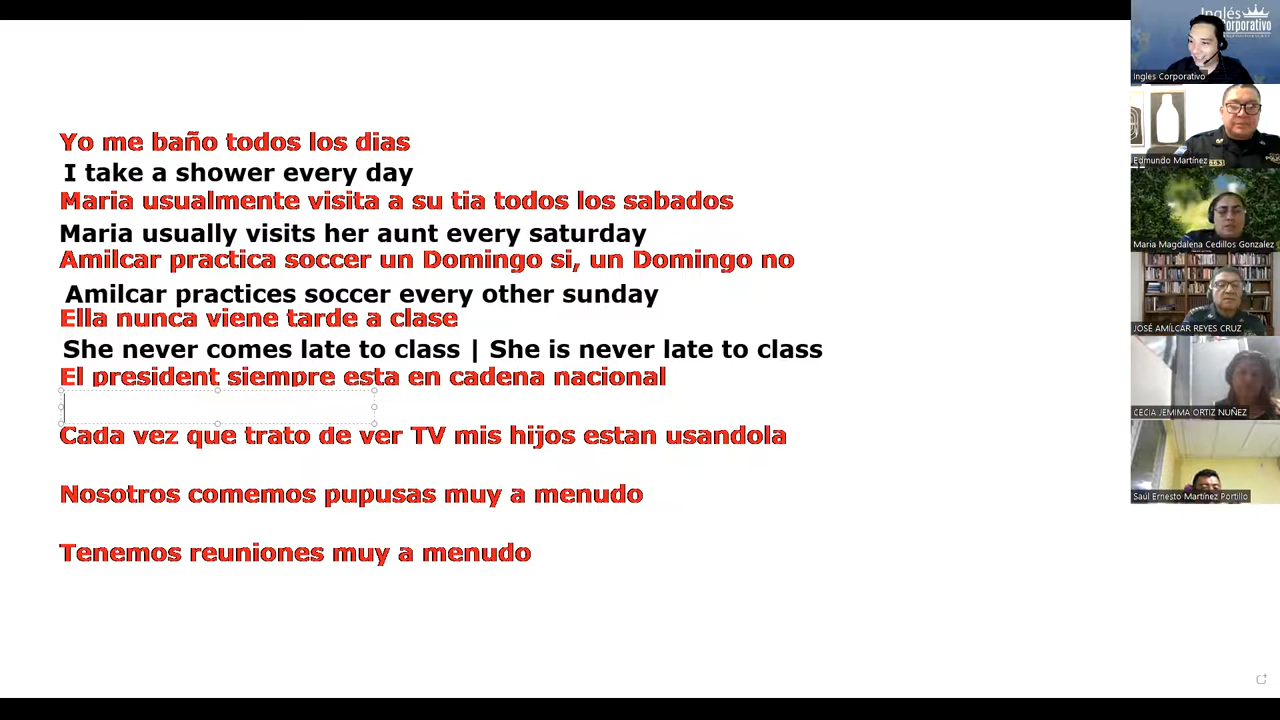 Yo me baño todos los dias
I take a shower every day
Maria usualmente visita a su tia todos los sabados
Maria usually visits her aunt every saturday
Amilcar practica soccer un Domingo si, un Domingo no
Amilcar practices soccer every other sunday
Ella nunca viene tarde a clase
She never comes late to class | She is never late to class
El president siempre esta en cadena nacional
Cada vez que trato de ver TV mis hijos estan usandola
Nosotros comemos pupusas muy a menudo
Tenemos reuniones muy a menudo
Inglés
Corporativo
Ingles Corporativo
Edmundo Martínez
Maria Magdalena Cedillos Gonzalez
JOSÉ AMÍLCAR REYES CRUZ
CECIA JEMIMA ORTIZ NUÑEZ
Saúl Ernesto Martínez Portillo